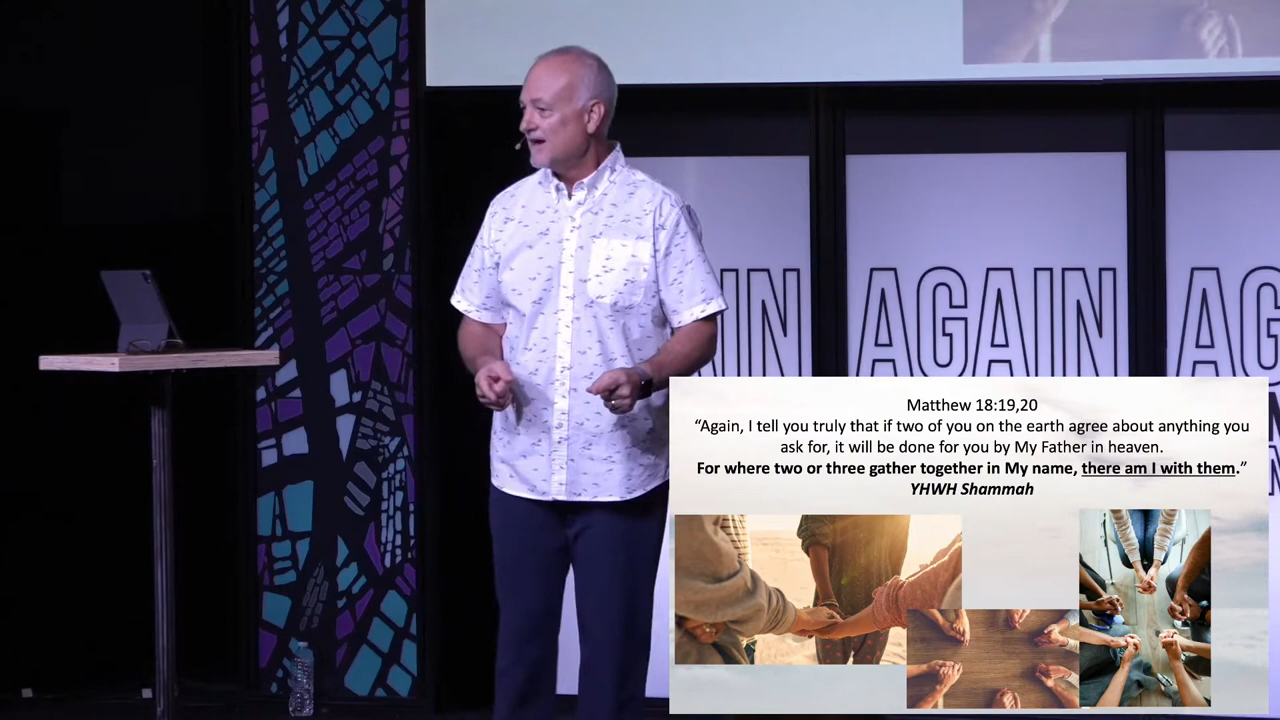 AIN AGAIN AG
Matthew 18:19,20
“Again, I tell you truly that if two of you on the earth agree about anything you
ask for, it will be done for you by My Father in heaven.
For where two or three gather together in My name, there am I with them.”
YHWH Shammah